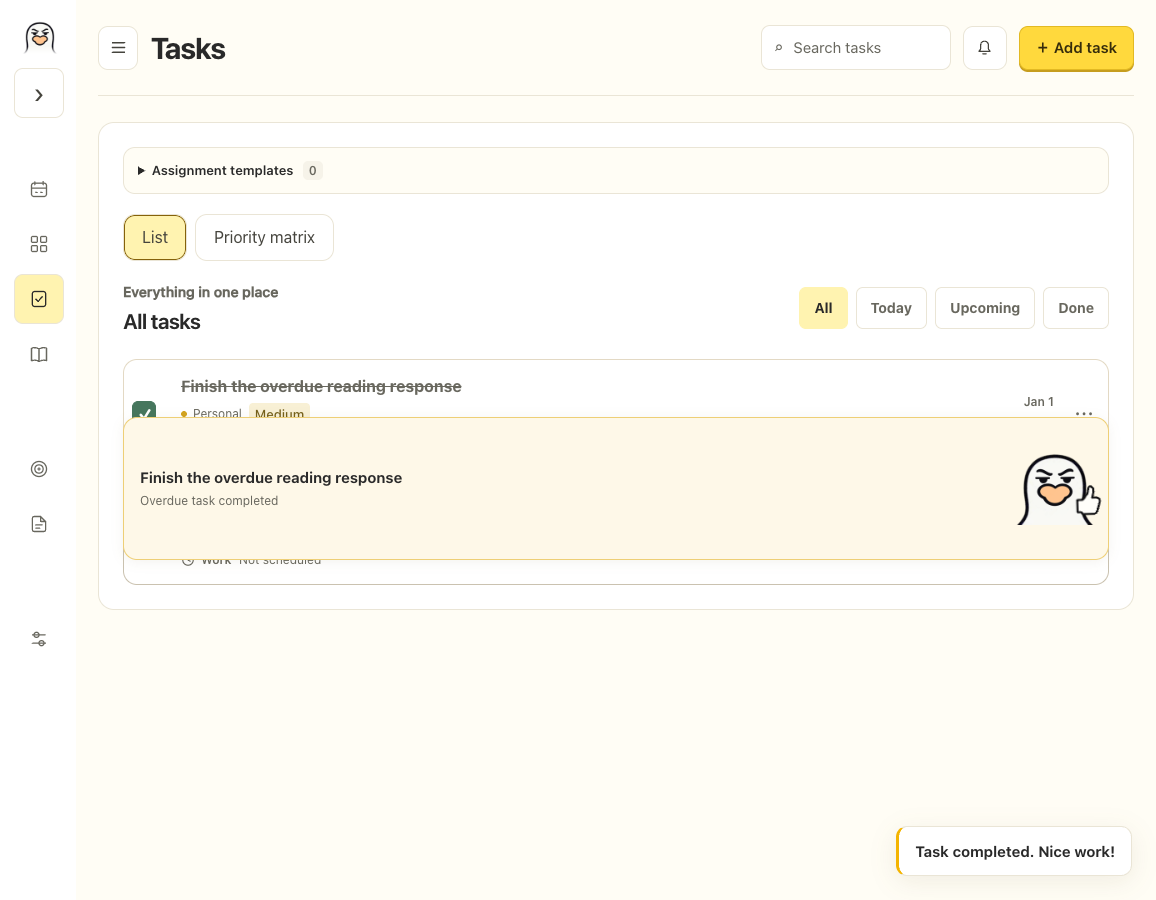 Tasks
Search tasks
+ Add task
Assignment templates 0
List
Priority matrix
Everything in one place
All tasks
All
Today
Upcoming
Done
Finish the overdue reading response
Personal Medium
Jan 1
Finish the overdue reading response
Overdue task completed
Work Not scheduled
Task completed. Nice work!